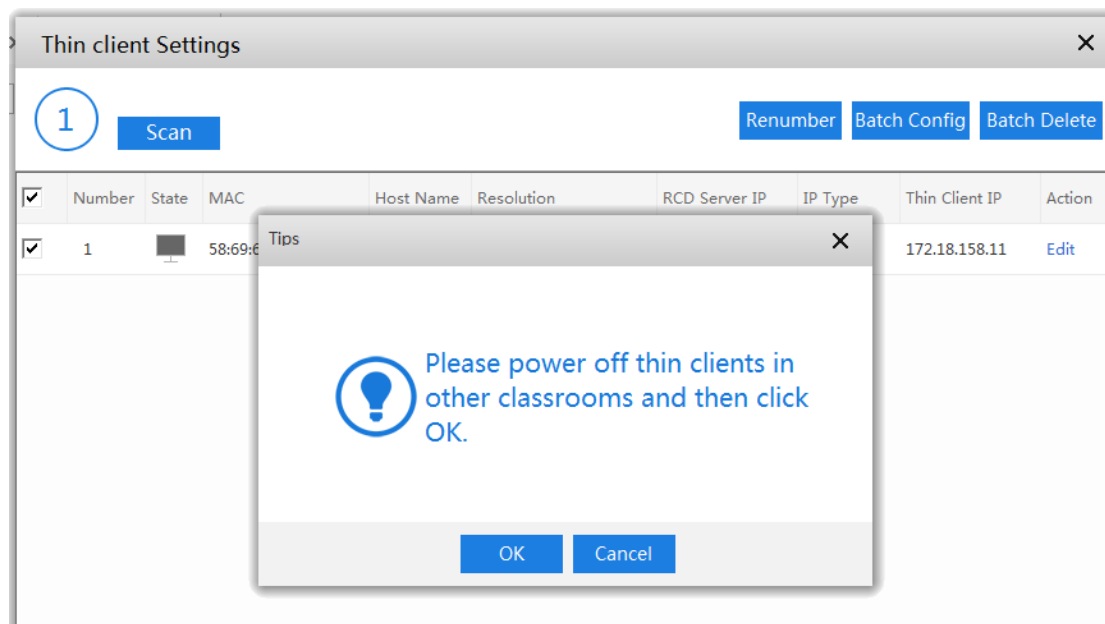 Thin client Settings
1
Scan
Renumber Batch Config Batch Delete
Number State MAC Host Name Resolution RCD Server IP IP Type Thin Client IP Action
1 58:69:6 172.18.158.11 Edit
Tips
Please power off thin clients in
other classrooms and then click
OK.
OK Cancel